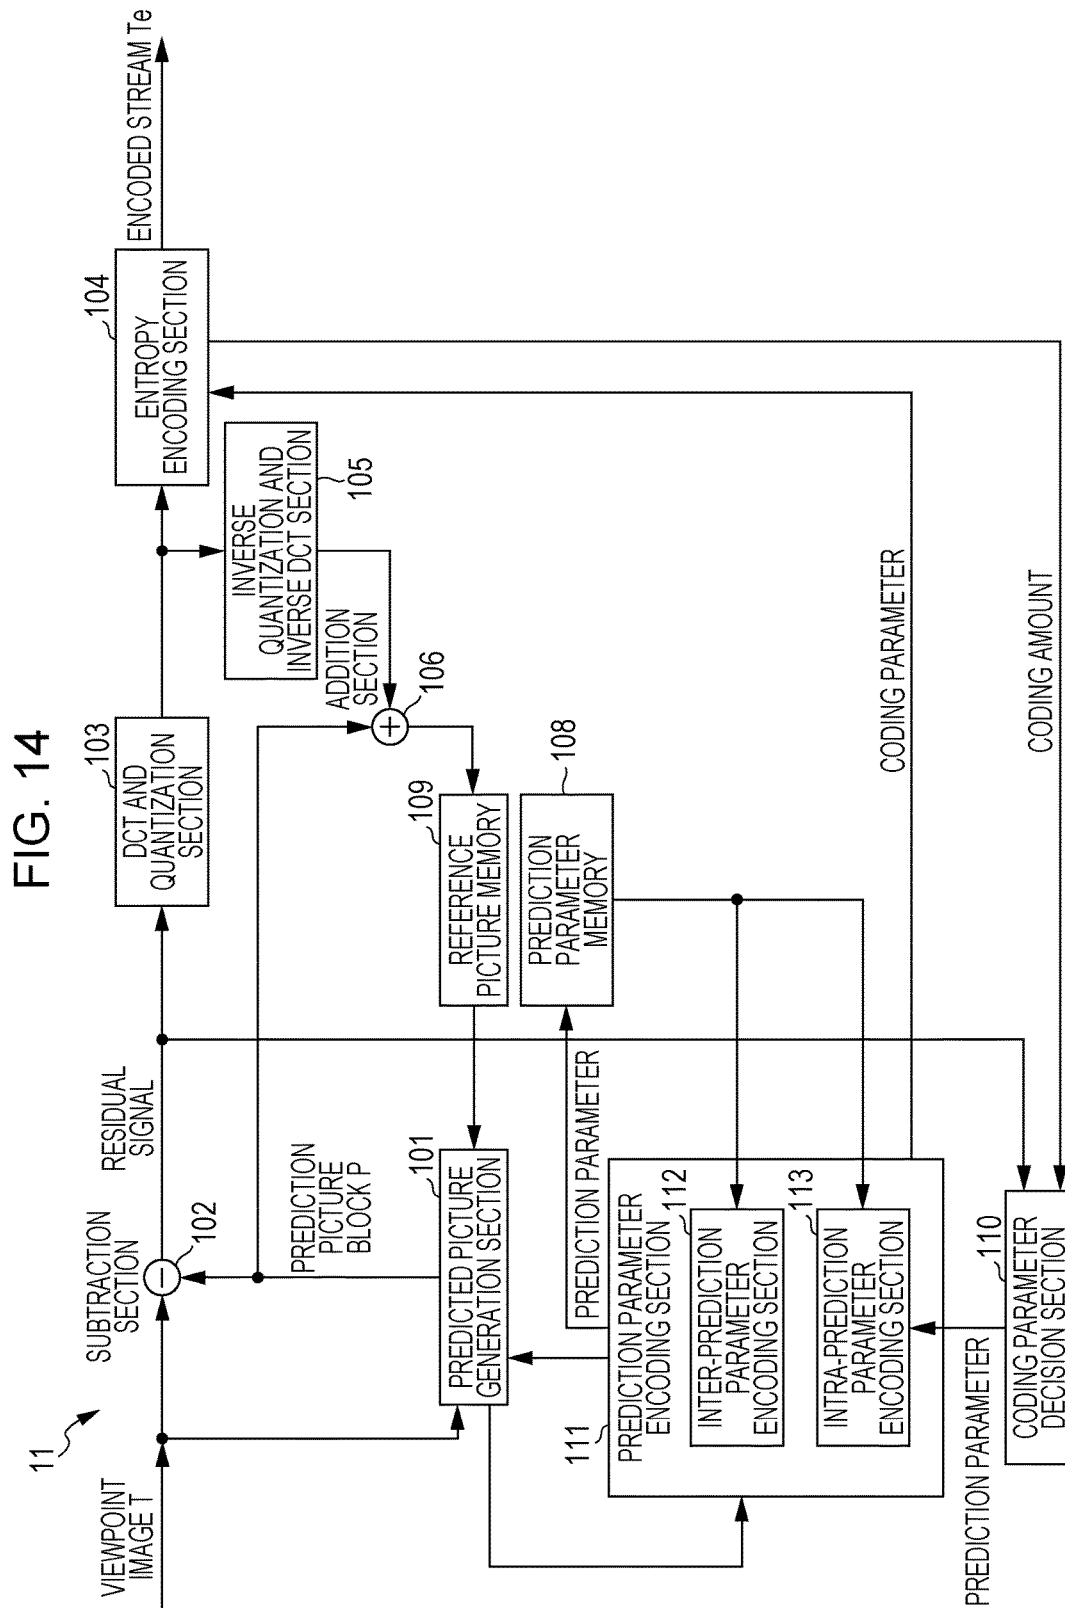 FIG. 14
11
VIEWPOINT
IMAGE T
SUBTRACTION
SECTION
102
RESIDUAL
SIGNAL
103
DCT AND
QUANTIZATION
SECTION
104
ENTROPY
ENCODING SECTION
ENCODED STREAM Te
INVERSE
QUANTIZATION AND
INVERSE DCT SECTION
105
ADDITION
SECTION
106
PREDICTION
PICTURE
BLOCK P
101
PREDICTED PICTURE
GENERATION SECTION
109
REFERENCE
PICTURE MEMORY
108
PREDICTION
PARAMETER
MEMORY
PREDICTION PARAMETER
111
PREDICTION PARAMETER
ENCODING SECTION
112
INTER-PREDICTION
PARAMETER
ENCODING SECTION
113
INTRA-PREDICTION
PARAMETER
ENCODING SECTION
CODING PARAMETER
PREDICTION PARAMETER
110
CODING PARAMETER
DECISION SECTION
CODING AMOUNT